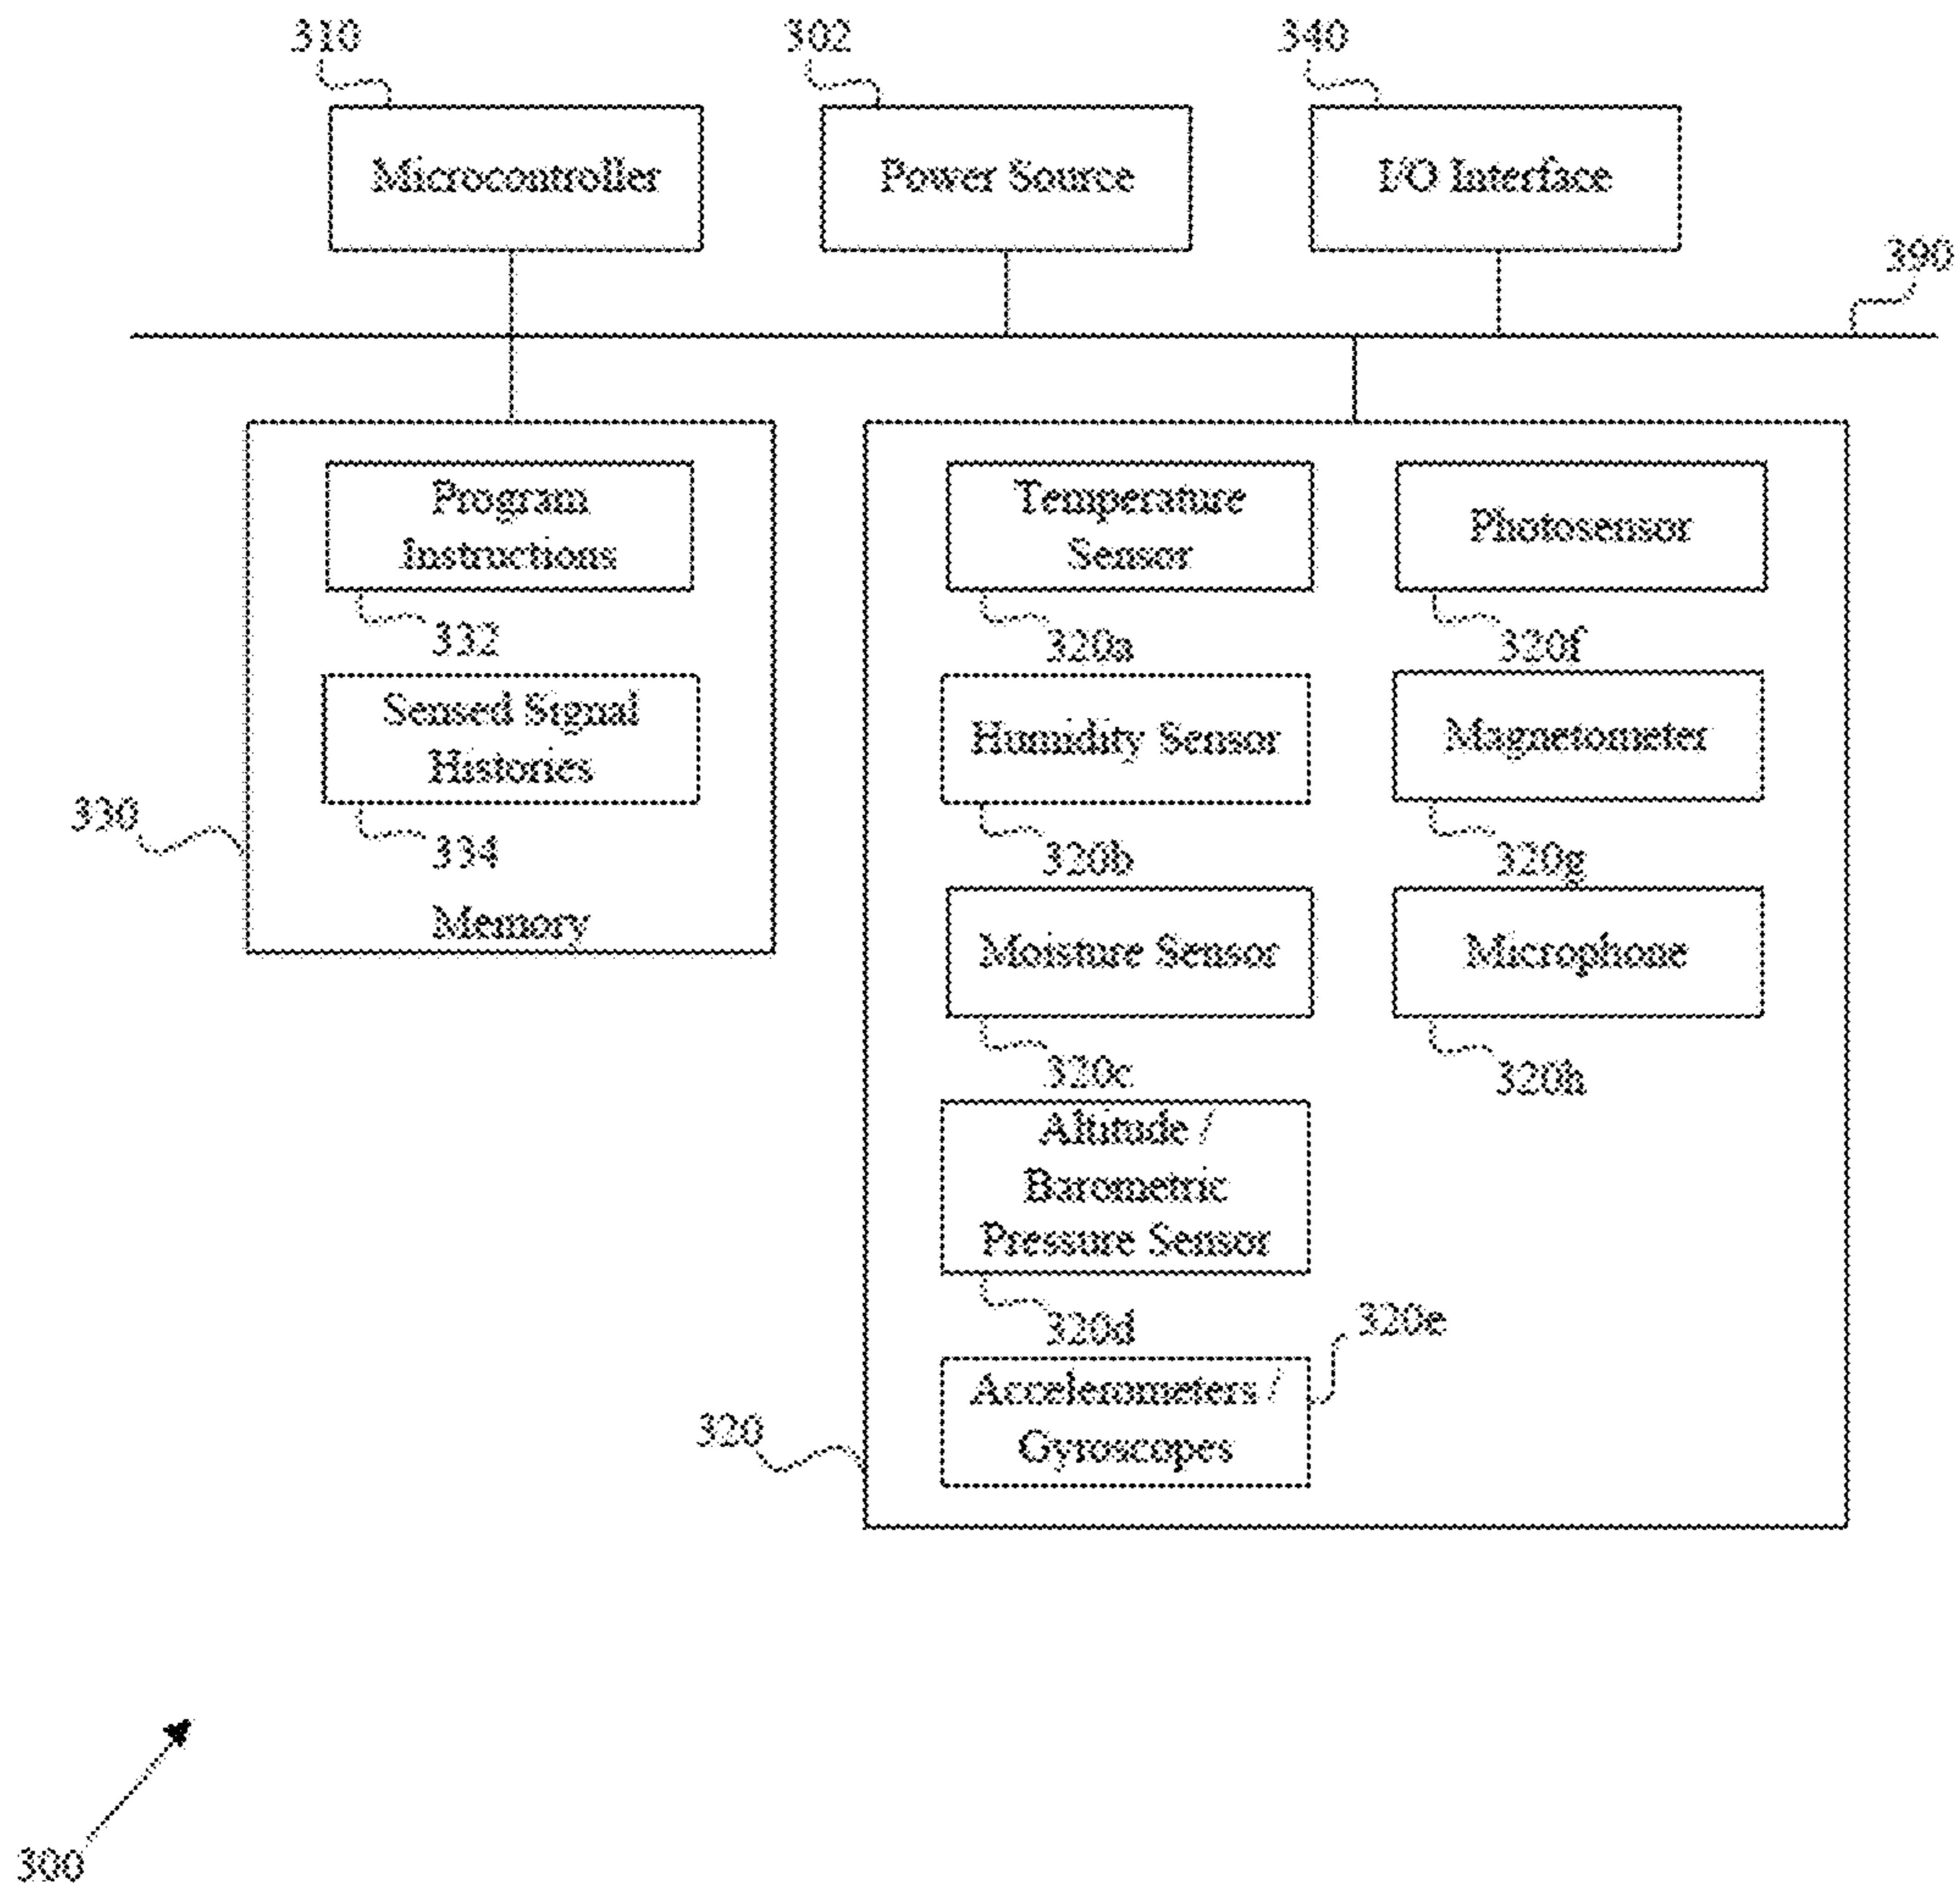 310
302
340
Microcontroller
Power Source
I/O Interface
390
Program
Instructions
332
Sensed Signal
Histories
334
Memory
330
Temperature
Sensor
320a
Photosensor
320f
Humidity Sensor
320b
Magnetometer
320g
Moisture Sensor
320c
Microphone
320h
Altitude /
Barometric
Pressure Sensor
320d
320e
Accelerometers /
Gyroscopes
320
300